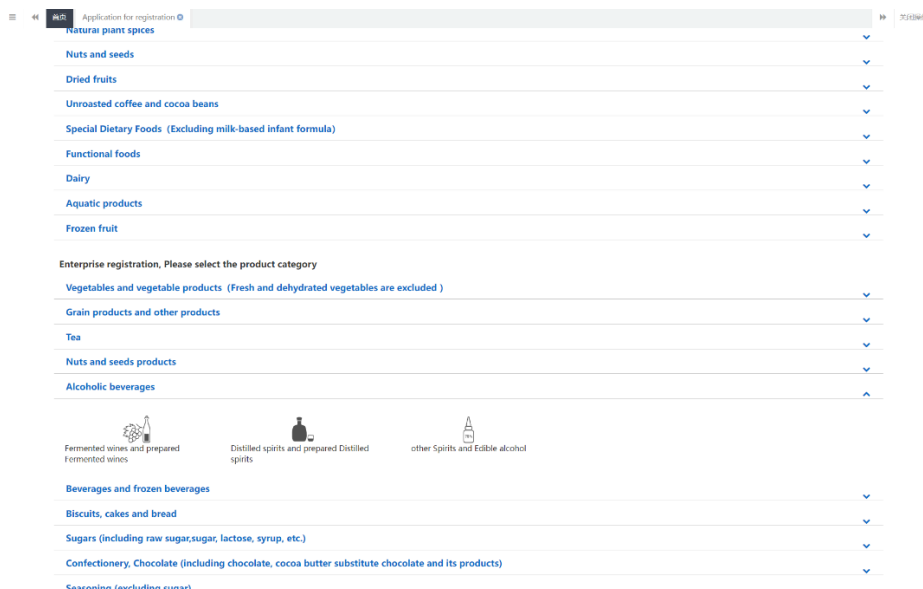 首页 Application for registration
Natural plant spices
Nuts and seeds
Dried fruits
Unroasted coffee and cocoa beans
Special Dietary Foods（Excluding milk-based infant formula）
Functional foods
Dairy
Aquatic products
Frozen fruit
Enterprise registration, Please select the product category
Vegetables and vegetable products（Fresh and dehydrated vegetables are excluded ）
Grain products and other products
Tea
Nuts and seeds products
Alcoholic beverages
Fermented wines and prepared
Fermented wines
Distilled spirits and prepared Distilled
spirits
other Spirits and Edible alcohol
Beverages and frozen beverages
Biscuits, cakes and bread
Sugars (including raw sugar,sugar, lactose, syrup, etc.)
Confectionery, Chocolate (including chocolate, cocoa butter substitute chocolate and its products)
Seasoning (excluding sugar)